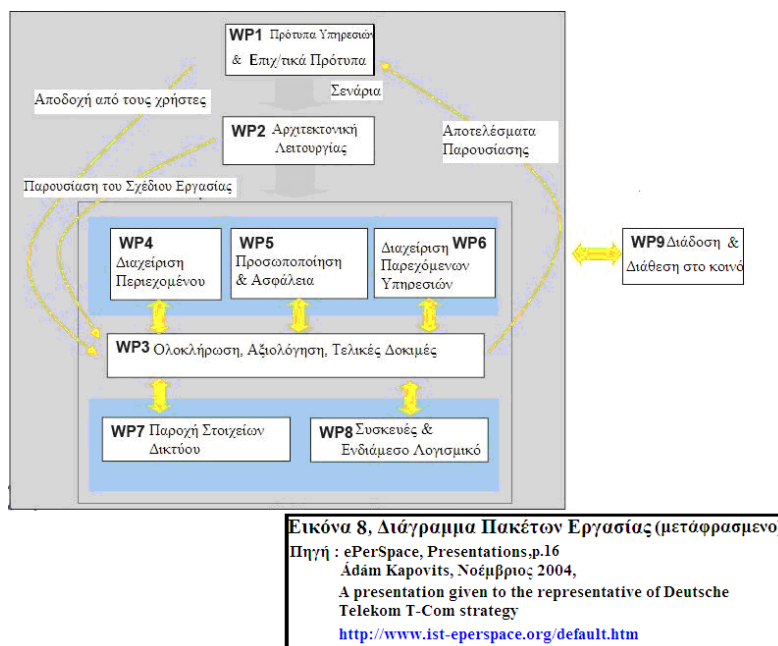 WP1 Πρότυπα Υπηρεσιών
& Επιχ/τικά Πρότυπα
Σενάρια
Αποδοχή από τους χρήστες
Αποτελέσματα
Παρουσίασης
WP2 Αρχιτεκτονική
Λειτουργίας
Παρουσίαση του Σχέδιου Εργασίας
WP4
Διαχείριση
Περιεχομένου
WP5
Προσωποποίηση
& Ασφάλεια
Διαχείριση WP6
Παρεχόμενων
Υπηρεσιών
WP9 Διάδοση &
Διάθεση στο κοινό
WP3 Ολοκλήρωση, Αξιολόγηση, Τελικές Δοκιμές
WP7 Παροχή Στοιχείων
Δικτύου
WP8 Συσκευές &
Ενδιάμεσο Λογισμικό
Εικόνα 8, Διάγραμμα Πακέτων Εργασίας (μετάφρασμενο)
Πηγή : ePerSpace, Presentations,p.16
Ádám Kapovits, Νοέμβριος 2004,
A presentation given to the representative of Deutsche
Telekom T-Com strategy
http://www.ist-eperspace.org/default.htm